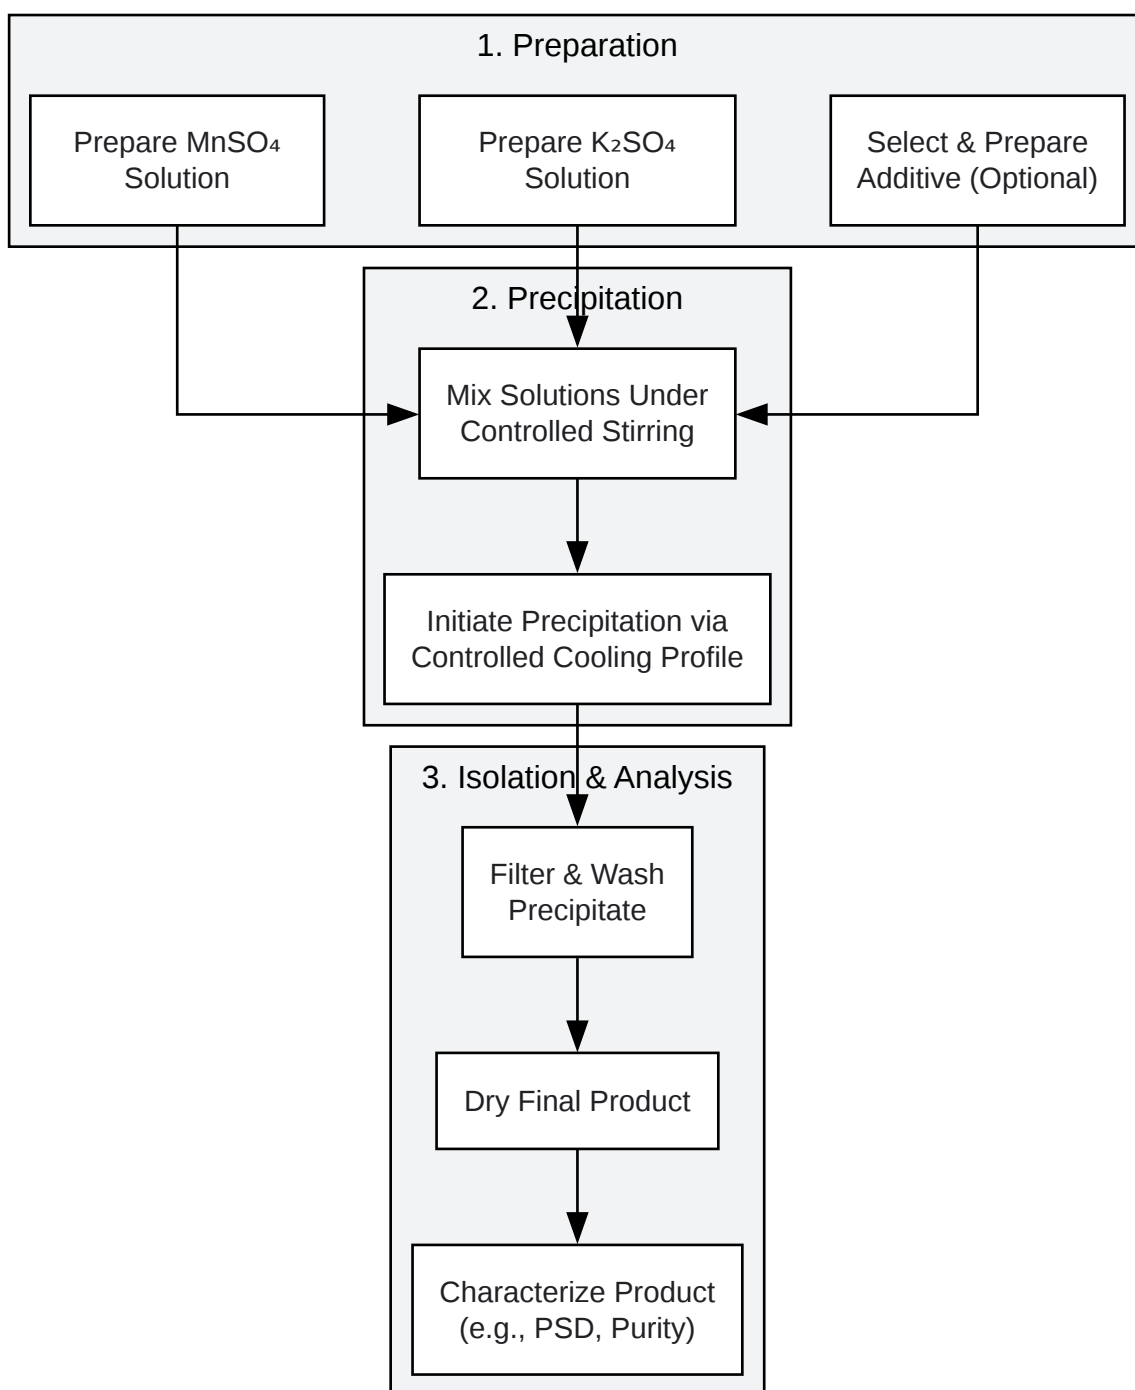 1. Preparation
Prepare MnSO₄
Solution
Prepare K₂SO₄
Solution
Select & Prepare
Additive (Optional)
2. Precipitation
Mix Solutions Under
Controlled Stirring
Initiate Precipitation via
Controlled Cooling Profile
3. Isolation & Analysis
Filter & Wash
Precipitate
Dry Final Product
Characterize Product
(e.g., PSD, Purity)